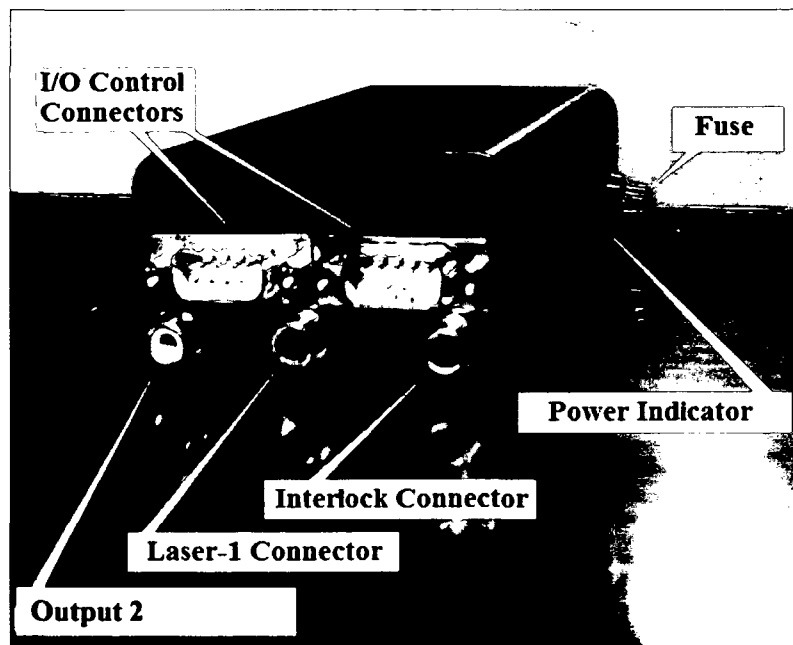 I/O Control
Connectors
Fuse
Power Indicator
Interlock Connector
Laser-1 Connector
Output 2